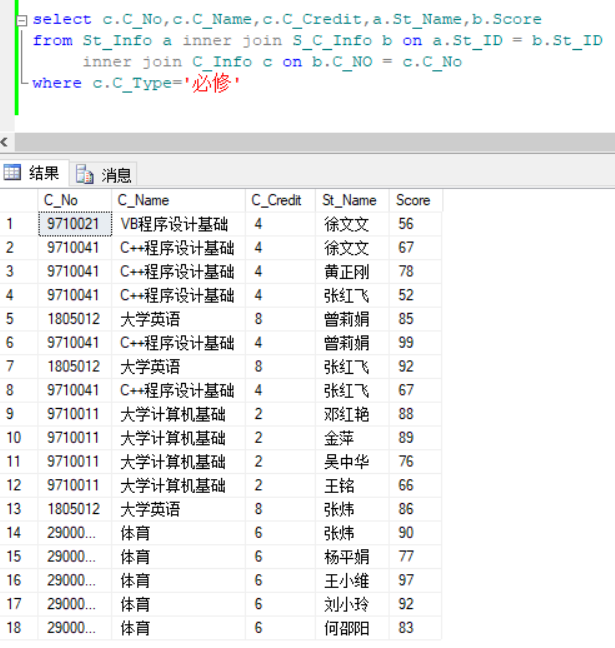 select c.C_No,c.C_Name,c.C_Credit,a.St_Name,b.Score
from St_Info a inner join S_C_Info b on a.St_ID = b.St_ID
inner join C_Info c on b.C_NO = c.C_No
where c.C_Type='必修'
结果 消息
C_No C_Name C_Credit St_Name Score
1 9710021 VB程序设计基础 4 徐文文 56
2 9710041 C++程序设计基础 4 徐文文 67
3 9710041 C++程序设计基础 4 黄正刚 78
4 9710041 C++程序设计基础 4 张红飞 52
5 1805012 大学英语 8 曾莉娟 85
6 9710041 C++程序设计基础 4 曾莉娟 99
7 1805012 大学英语 8 张红飞 92
8 9710041 C++程序设计基础 4 张红飞 67
9 9710011 大学计算机基础 2 邓红艳 88
10 9710011 大学计算机基础 2 金萍 89
11 9710011 大学计算机基础 2 吴中华 76
12 9710011 大学计算机基础 2 王铭 66
13 1805012 大学英语 8 张炜 86
14 29000... 体育 6 张炜 90
15 29000... 体育 6 杨平娟 77
16 29000... 体育 6 王小维 97
17 29000... 体育 6 刘小玲 92
18 29000... 体育 6 何邵阳 83